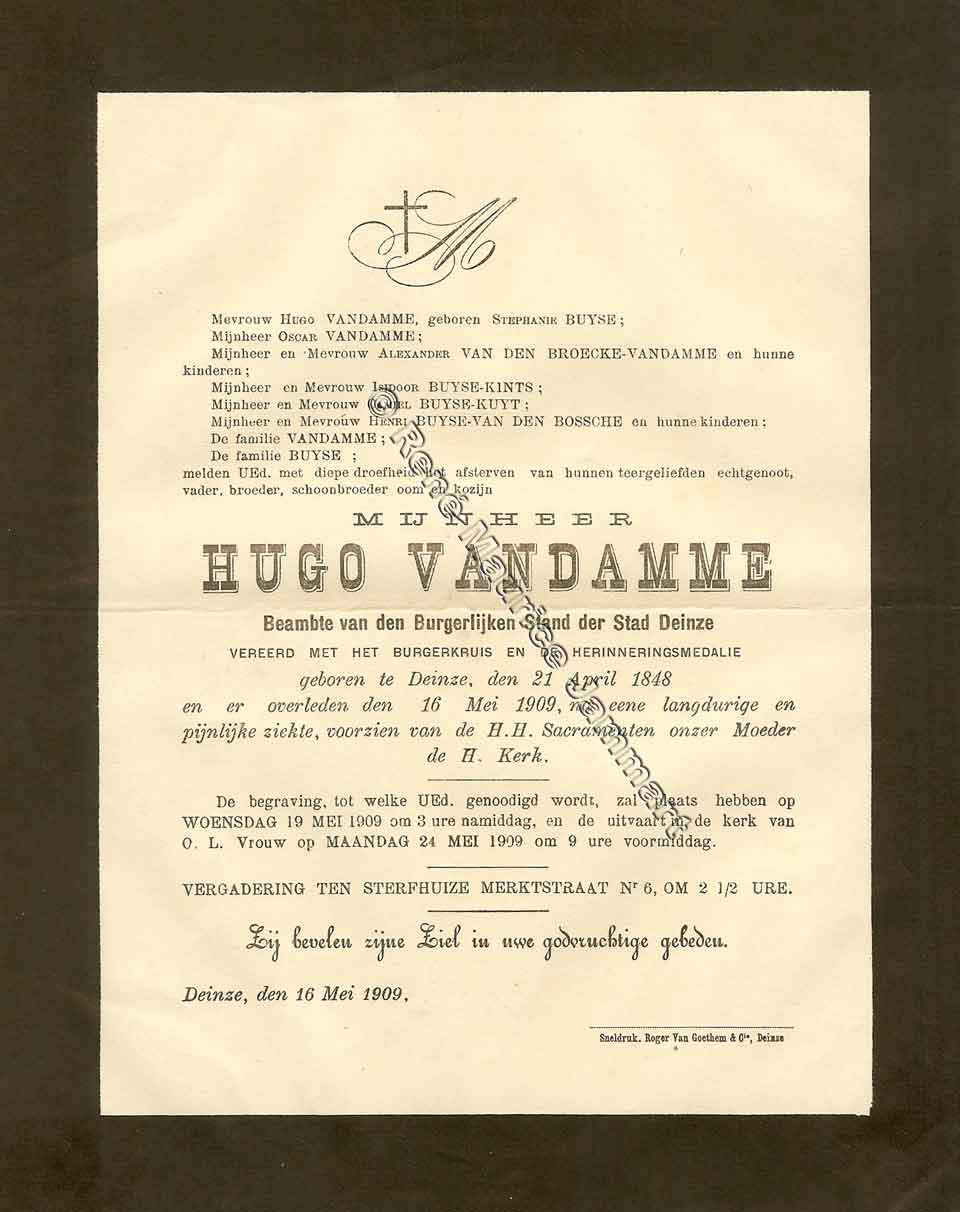 M
Mevrouw Hugo VANDAMME, geboren Stephanie BUYSE ;
Mijnheer Oscar VANDAMME ;
Mijnheer en Mevrouw Alexander VAN DEN BROECKE-VANDAMME en hunne
kinderen ;
Mijnheer en Mevrouw Isidoor BUYSE-KINTS ;
Mijnheer en Mevrouw BUYSE-KUYT ;
Mijnheer en Mevrouw Henri BUYSE-VAN DEN BOSSCHE en hunne kinderen ;
De familie VANDAMME ;
De familie BUYSE ;
melden UEd. met diepe droefheid het afsterven van hunnen teergeliefden echtgenoot,
vader, broeder, schoonbroeder oom en kozijn
MIJNHEER
HUGO VANDAMME
Beambte van den Burgerlijken Stand der Stad Deinze
VEREERD MET HET BURGERKRUIS EN DE HERINNERINGSMEDALIE
geboren te Deinze, den 21 April 1848
en er overleden den 16 Mei 1909, na eene langdurige en
pijnlijke ziekte, voorzien van de H.H. Sacramenten onzer Moeder
de H. Kerk.
De begraving, tot welke UEd. genoodigd wordt, zal plaats hebben op
WOENSDAG 19 MEI 1909 om 3 ure namiddag, en de uitvaart in de kerk van
O. L. Vrouw op MAANDAG 24 MEI 1909 om 9 ure voormiddag.
VERGADERING TEN STERFHUIZE MERKTSTRAAT Nr 6, OM 2 1/2 URE.
Zij bevelen zijne Ziel in uwe godvruchtige gebeden.
Deinze, den 16 Mei 1909.
Sneldruk. Roger Van Goethem & Cie, Deinze
© René Maurice Jammart